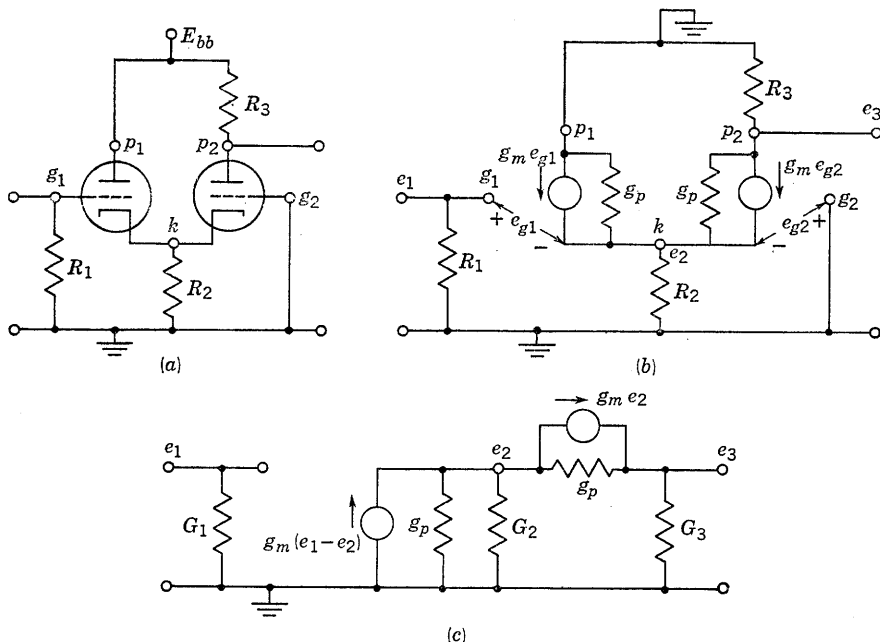 E_bb
R_3
p_1
p_2
g_1
g_2
k
R_1
R_2
(a)
R_3
e_3
p_1
p_2
g_m e_g1
g_m e_g2
g_p
g_p
e_1
g_1
g_2
+ e_g1 −
e_g2 +
−
k
e_2
R_1
R_2
(b)
g_m e_2
e_1
e_2
e_3
g_p
G_1
g_m (e_1 − e_2)
g_p
G_2
G_3
(c)